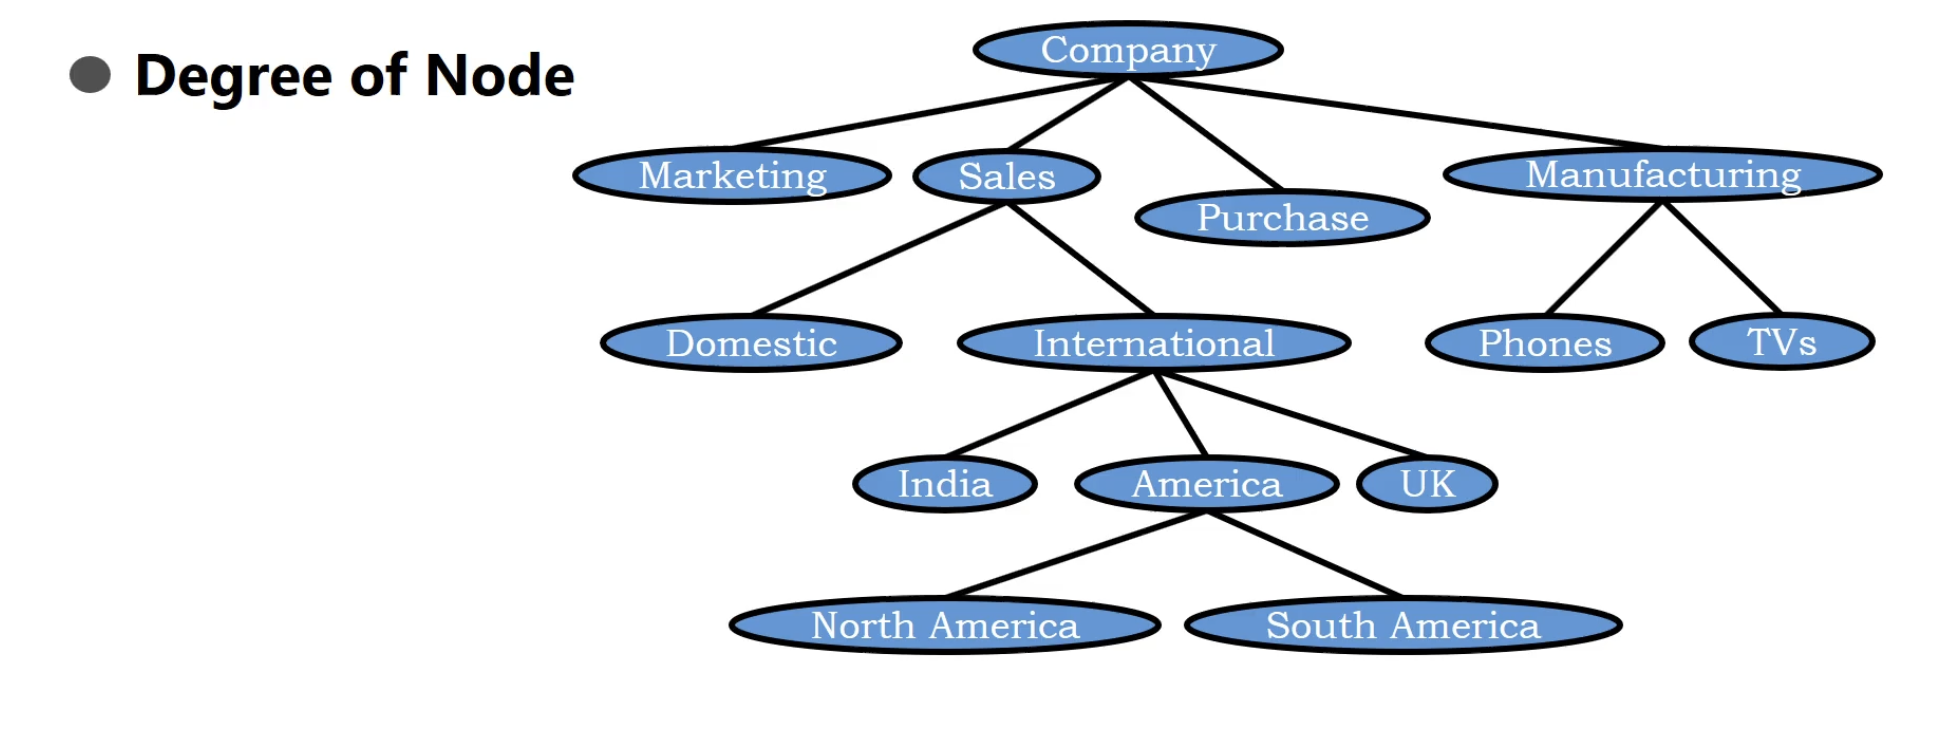 Degree of Node
Company
Marketing
Sales
Purchase
Manufacturing
Domestic
International
Phones
TVs
India
America
UK
North America
South America